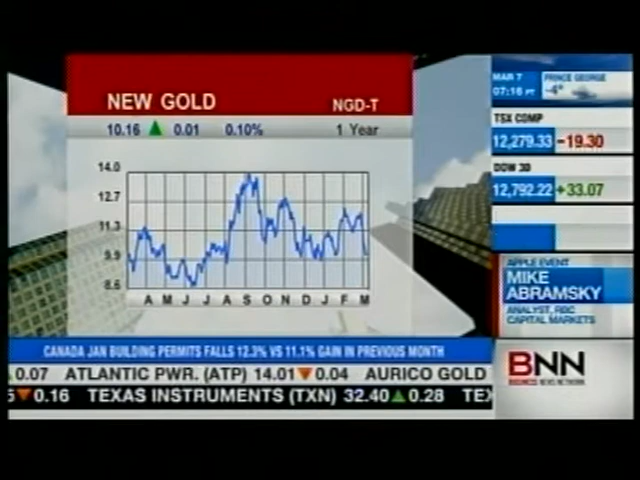 NEW GOLD
NGD-T
10.16 ▲ 0.01 0.10%
1 Year
14.0
12.7
11.3
9.9
8.6
A M J J A S O N D J F M
MAR 7
07:16 PT
PRINCE GEORGE
-4°
TSX COMP
12,279.33 -19.30
DOW 30
12,792.22 +33.07
APPLE EVENT
MIKE
ABRAMSKY
ANALYST, RBC
CAPITAL MARKETS
CANADA JAN BUILDING PERMITS FALLS 12.3% VS 11.1% GAIN IN PREVIOUS MONTH
0.07 ATLANTIC PWR. (ATP) 14.01 ▼ 0.04 AURICO GOLD
▼ 0.16 TEXAS INSTRUMENTS (TXN) 32.40 ▲ 0.28 TEX
BNN
BUSINESS NEWS NETWORK